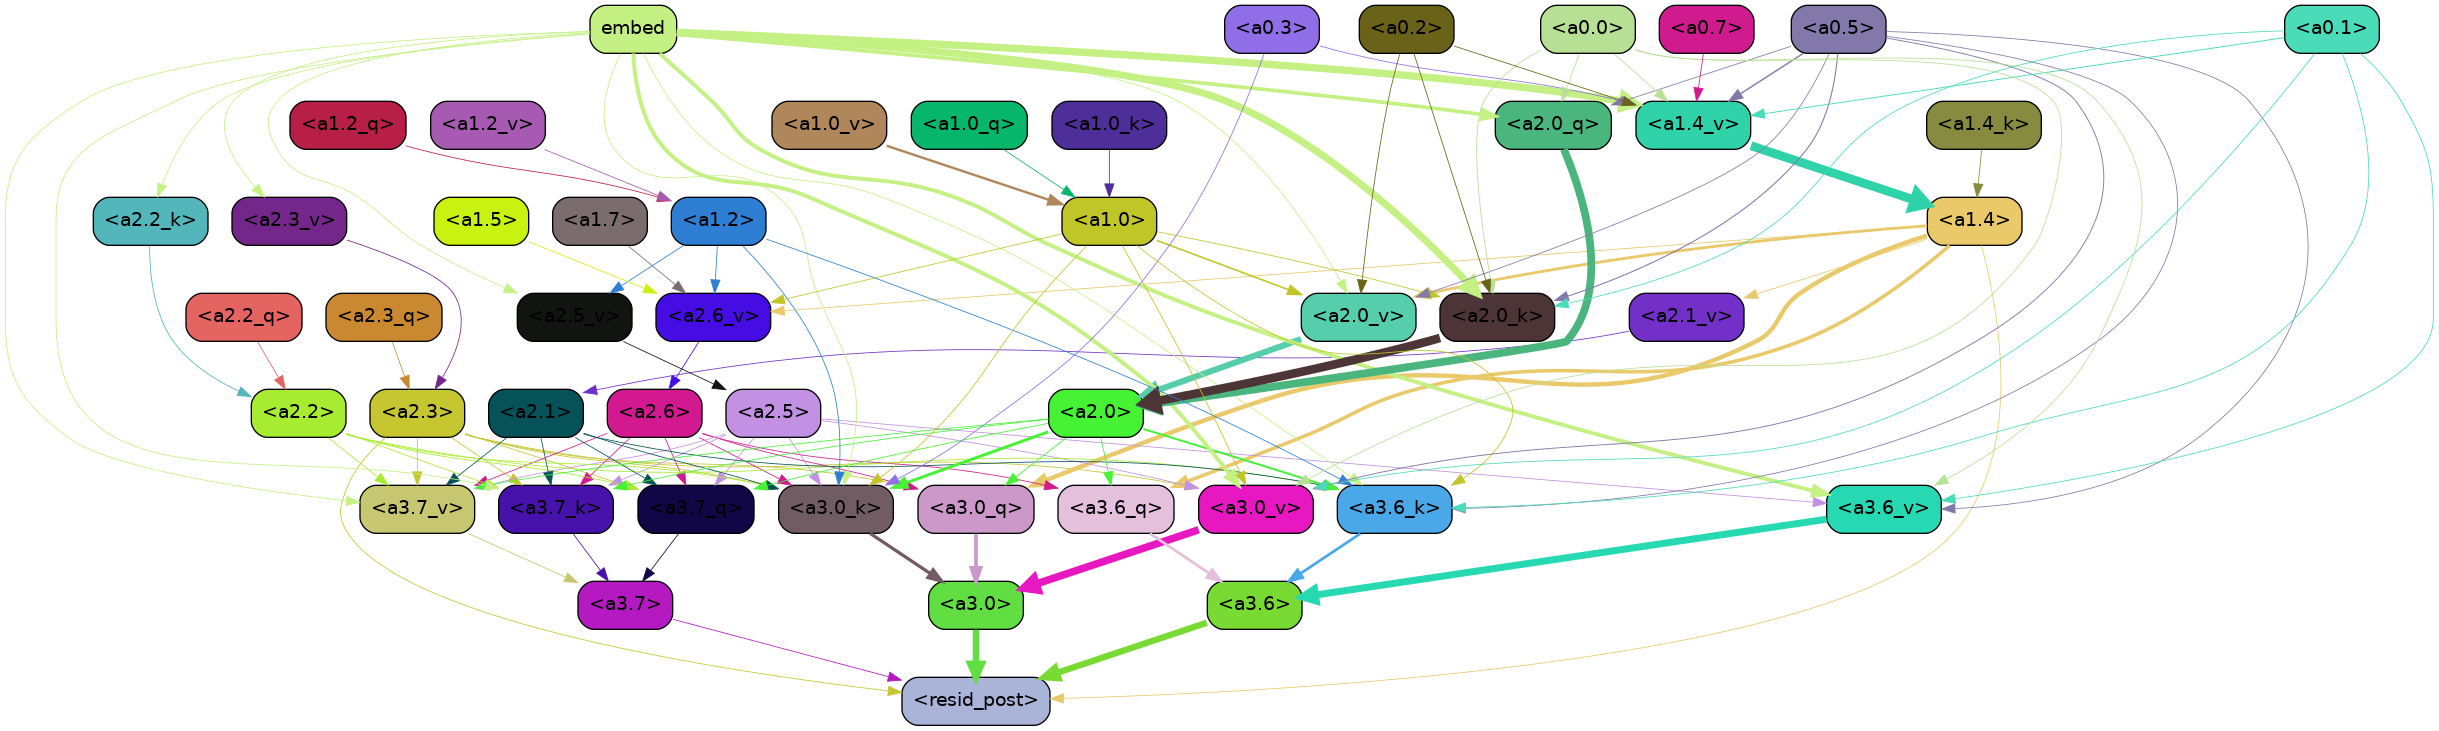 embed
<a0.3>
<a0.2>
<a0.0>
<a0.7>
<a0.5>
<a0.1>
<a1.2_q>
<a1.2_v>
<a1.0_v>
<a1.0_q>
<a1.0_k>
<a2.0_q>
<a1.4_v>
<a1.4_k>
<a2.2_k>
<a2.3_v>
<a1.5>
<a1.7>
<a1.2>
<a1.0>
<a1.4>
<a2.2_q>
<a2.3_q>
<a2.5_v>
<a2.6_v>
<a2.0_v>
<a2.0_k>
<a2.1_v>
<a2.2>
<a2.3>
<a2.1>
<a2.6>
<a2.5>
<a2.0>
<a3.7_v>
<a3.7_k>
<a3.7_q>
<a3.0_k>
<a3.0_q>
<a3.6_q>
<a3.0_v>
<a3.6_k>
<a3.6_v>
<a3.7>
<a3.0>
<a3.6>
<resid_post>